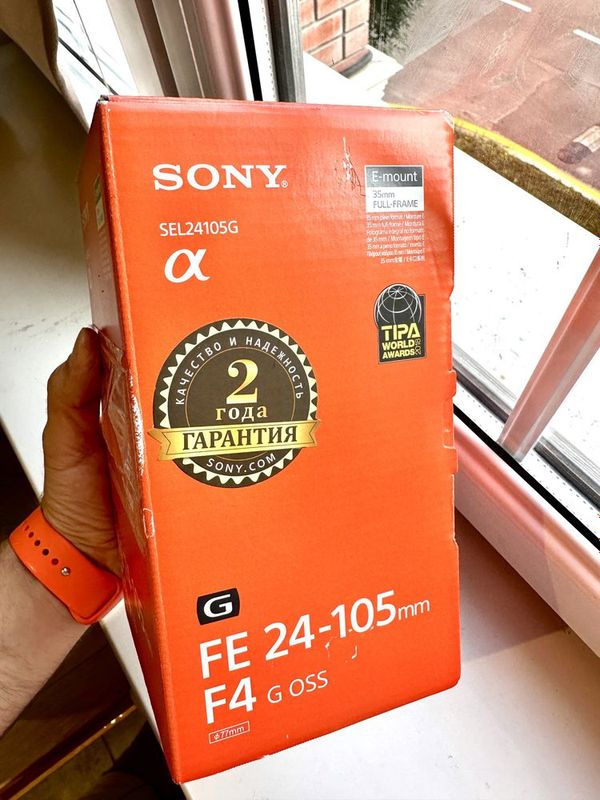 SONY®
SEL24105G
α
E-mount
35mm
FULL-FRAME
TIPA
WORLD
AWARDS
КАЧЕСТВО И НАДЕЖНОСТЬ
2
года
ГАРАНТИЯ
SONY.COM
G
FE 24-105mm
F4 G OSS
⌀77mm